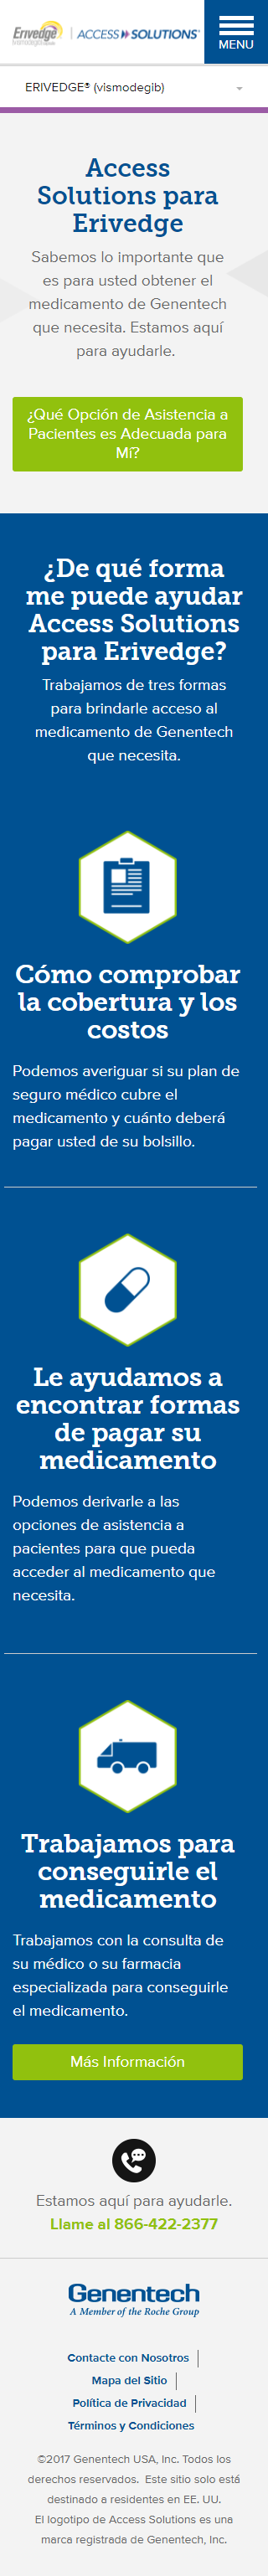 Erivedge®
vismodegib
ACCESS SOLUTIONS®
MENU
ERIVEDGE® (vismodegib)
Access
Solutions para
Erivedge
Sabemos lo importante que
es para usted obtener el
medicamento de Genentech
que necesita. Estamos aquí
para ayudarle.
¿Qué Opción de Asistencia a
Pacientes es Adecuada para
Mí?
¿De qué forma
me puede ayudar
Access Solutions
para Erivedge?
Trabajamos de tres formas
para brindarle acceso al
medicamento de Genentech
que necesita.
Cómo comprobar
la cobertura y los
costos
Podemos averiguar si su plan de
seguro médico cubre el
medicamento y cuánto deberá
pagar usted de su bolsillo.
Le ayudamos a
encontrar formas
de pagar su
medicamento
Podemos derivarle a las
opciones de asistencia a
pacientes para que pueda
acceder al medicamento que
necesita.
Trabajamos para
conseguirle el
medicamento
Trabajamos con la consulta de
su médico o su farmacia
especializada para conseguirle
el medicamento.
Más Información
Estamos aquí para ayudarle.
Llame al 866-422-2377
Genentech
A Member of the Roche Group
Contacte con Nosotros
Mapa del Sitio
Política de Privacidad
Términos y Condiciones
©2017 Genentech USA, Inc. Todos los
derechos reservados. Este sitio solo está
destinado a residentes en EE. UU.
El logotipo de Access Solutions es una
marca registrada de Genentech, Inc.